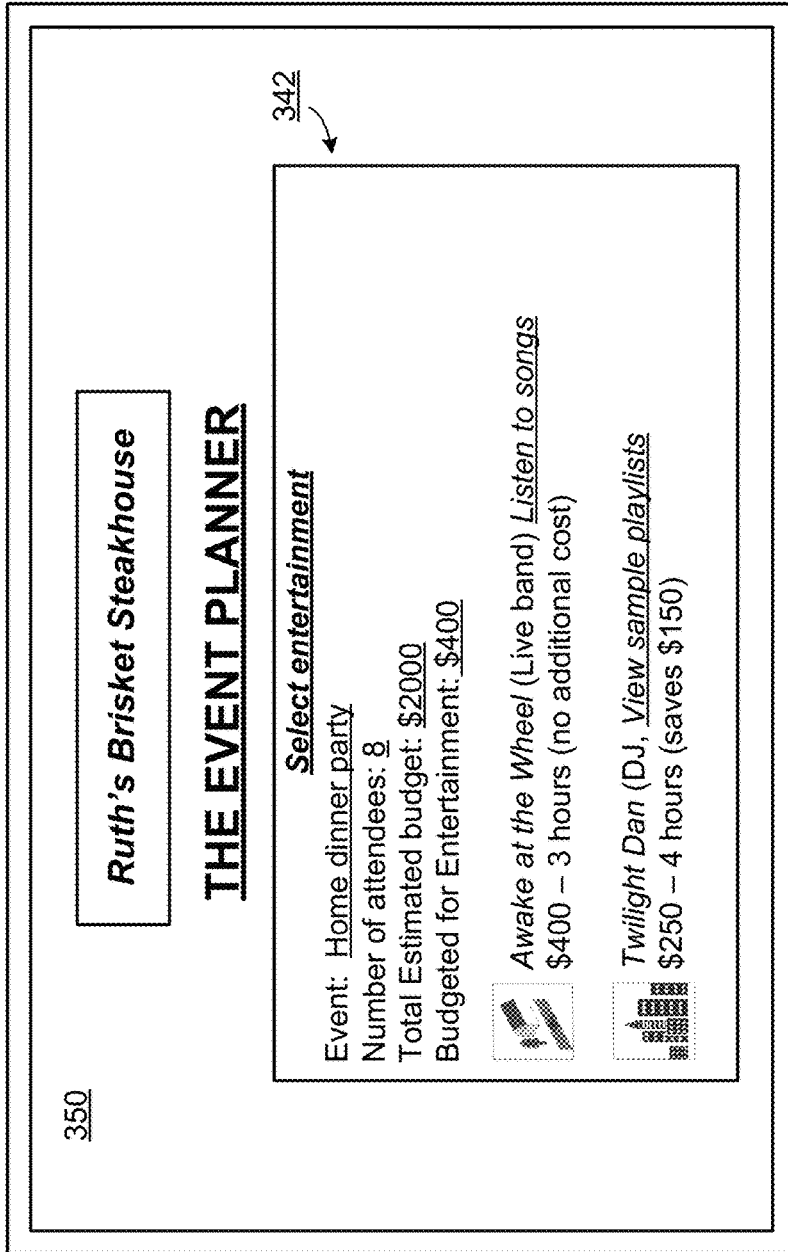 350
Ruth's Brisket Steakhouse
THE EVENT PLANNER
342
Select entertainment
Event: Home dinner party
Number of attendees: 8
Total Estimated budget: $2000
Budgeted for Entertainment: $400
Awake at the Wheel (Live band) Listen to songs
$400 – 3 hours (no additional cost)
Twilight Dan (DJ, View sample playlists
$250 – 4 hours (saves $150)